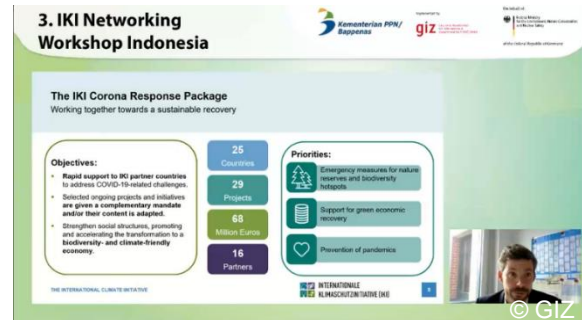 3. IKI Networking
Workshop Indonesia
Kementerian PPN/
Bappenas
giz
The IKI Corona Response Package
Working together towards a sustainable recovery
Objectives:
Rapid support to IKI partner countries
to address COVID-19-related challenges.
Selected ongoing projects and initiatives
are given a complementary mandate
and/or their content is adapted.
Strengthen social structures, promoting
and accelerating the transformation to a
biodiversity- and climate-friendly
economy.
25
Countries
29
Projects
68
Million Euros
16
Partners
Priorities:
Emergency measures for nature
reserves and biodiversity
hotspots
Support for green economic
recovery
Prevention of pandemics
THE INTERNATIONAL CLIMATE INITIATIVE
INTERNATIONALE
KLIMASCHUTZINITIATIVE (IKI)
© GIZ